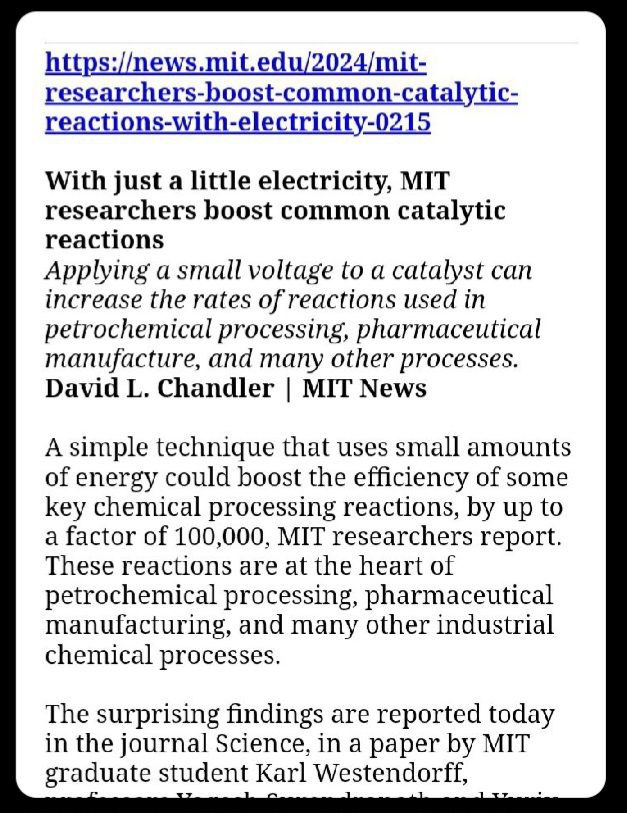 https://news.mit.edu/2024/mit-
researchers-boost-common-catalytic-
reactions-with-electricity-0215
With just a little electricity, MIT
researchers boost common catalytic
reactions
Applying a small voltage to a catalyst can
increase the rates of reactions used in
petrochemical processing, pharmaceutical
manufacture, and many other processes.
David L. Chandler | MIT News
A simple technique that uses small amounts
of energy could boost the efficiency of some
key chemical processing reactions, by up to
a factor of 100,000, MIT researchers report.
These reactions are at the heart of
petrochemical processing, pharmaceutical
manufacturing, and many other industrial
chemical processes.
The surprising findings are reported today
in the journal Science, in a paper by MIT
graduate student Karl Westendorff,